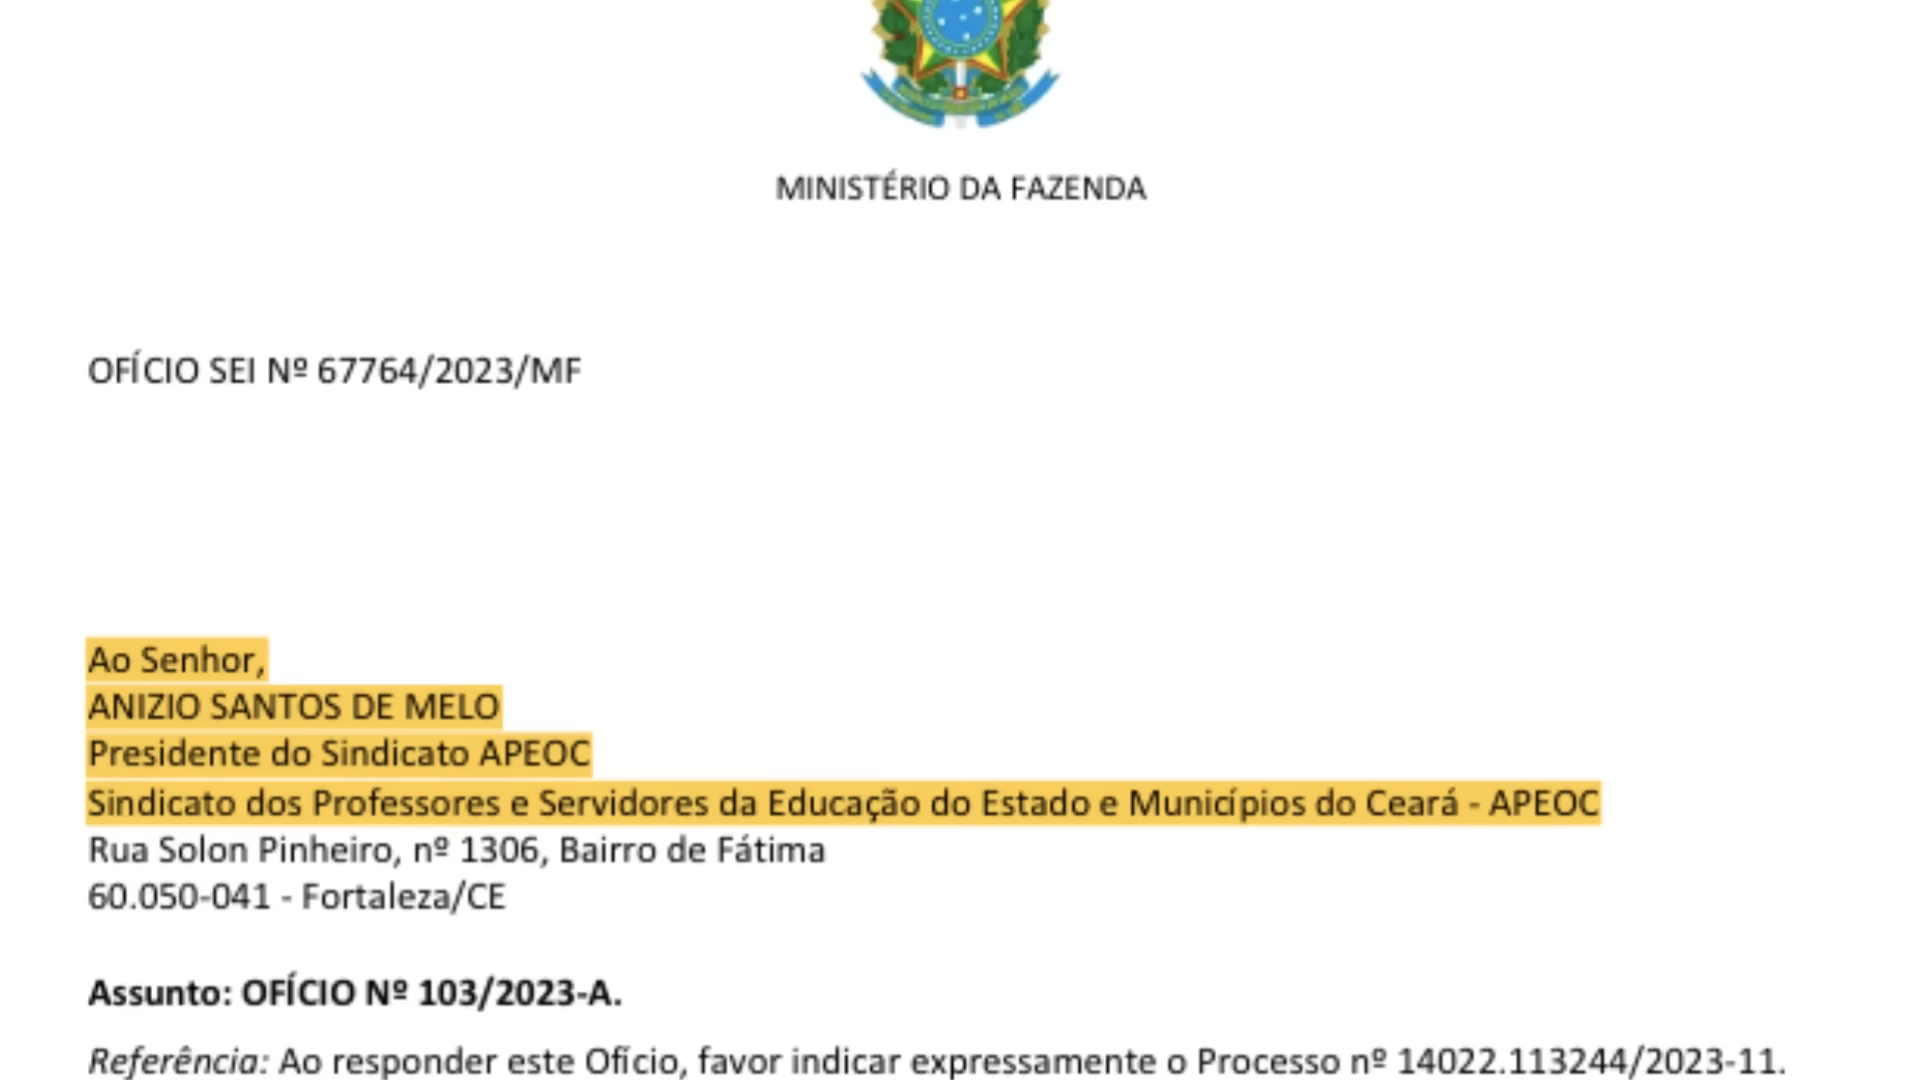 MINISTÉRIO DA FAZENDA
OFÍCIO SEI Nº 67764/2023/MF
Ao Senhor,
ANIZIO SANTOS DE MELO
Presidente do Sindicato APEOC
Sindicato dos Professores e Servidores da Educação do Estado e Municípios do Ceará - APEOC
Rua Solon Pinheiro, nº 1306, Bairro de Fátima
60.050-041 - Fortaleza/CE
Assunto: OFÍCIO Nº 103/2023-A.
Referência: Ao responder este Ofício, favor indicar expressamente o Processo nº 14022.113244/2023-11.